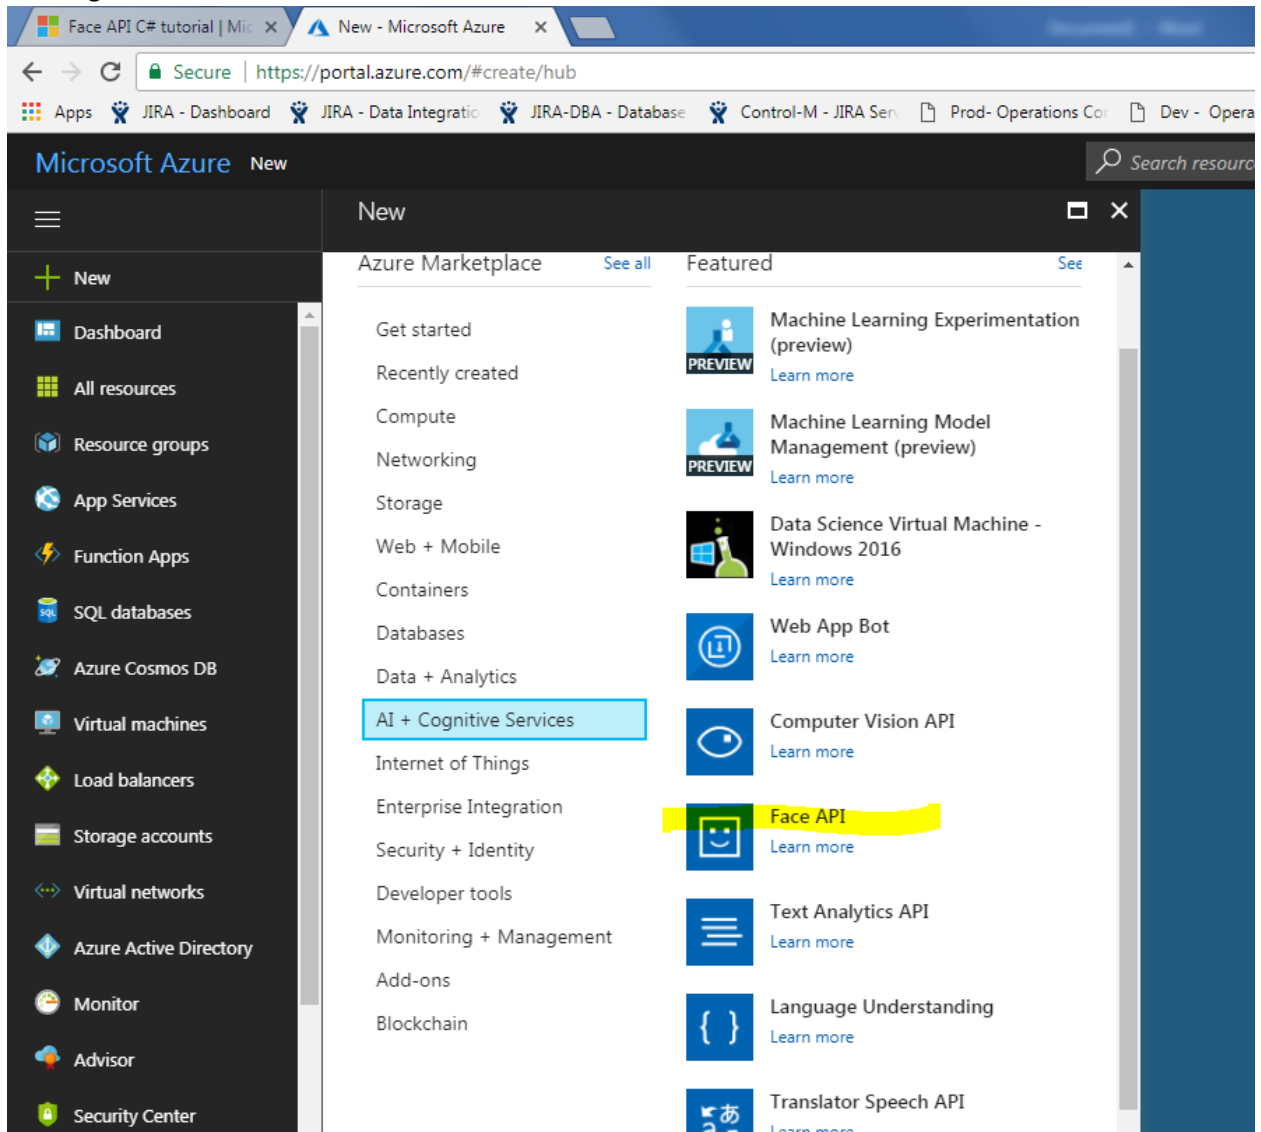 Face API C# tutorial | Mic
New - Microsoft Azure
Secure
https://portal.azure.com/#create/hub
Apps
JIRA - Dashboard
JIRA - Data Integratio
JIRA-DBA - Database
Control-M - JIRA Serv
Prod- Operations Cor
Dev - Opera
Microsoft Azure New
Search resourc
New
Dashboard
All resources
Resource groups
App Services
Function Apps
SQL databases
Azure Cosmos DB
Virtual machines
Load balancers
Storage accounts
Virtual networks
Azure Active Directory
Monitor
Advisor
Security Center
New
Azure Marketplace
See all
Get started
Recently created
Compute
Networking
Storage
Web + Mobile
Containers
Databases
Data + Analytics
AI + Cognitive Services
Internet of Things
Enterprise Integration
Security + Identity
Developer tools
Monitoring + Management
Add-ons
Blockchain
Featured
See
PREVIEW
Machine Learning Experimentation
(preview)
Learn more
PREVIEW
Machine Learning Model
Management (preview)
Learn more
Data Science Virtual Machine -
Windows 2016
Learn more
Web App Bot
Learn more
Computer Vision API
Learn more
Face API
Learn more
Text Analytics API
Learn more
{ }
Language Understanding
Learn more
あ
Translator Speech API
Learn more